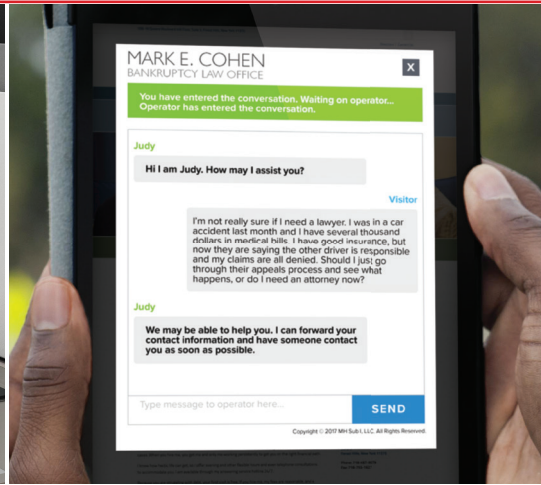 MARK E. COHEN
BANKRUPTCY LAW OFFICE
X
You have entered the conversation. Waiting on operator...
Operator has entered the conversation.
Judy
Hi I am Judy. How may I assist you?
Visitor
I'm not really sure if I need a lawyer. I was in a car
accident last month and I have several thousand
dollars in medical bills. I have good insurance, but
now they are saying the other driver is responsible
and my claims are all denied. Should I just go
through their appeals process and see what
happens, or do I need an attorney now?
Judy
We may be able to help you. I can forward your
contact information and have someone contact
you as soon as possible.
Type message to operator here...
SEND
Copyright © 2017 MH Sub I, LLC. All Rights Reserved.